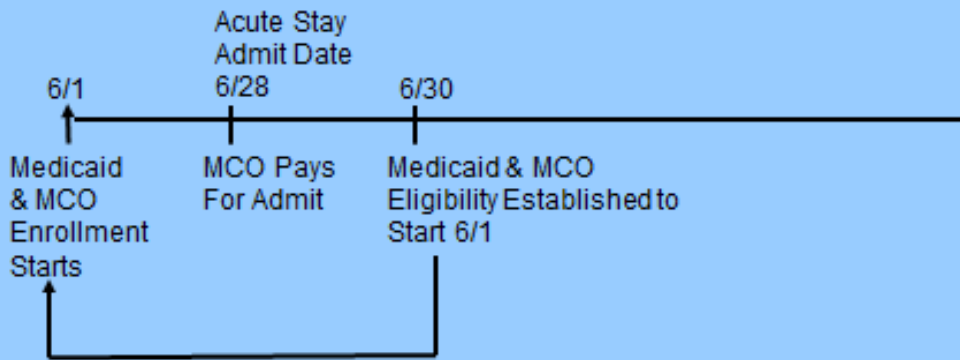 Acute Stay
Admit Date
6/1
6/28
6/30
Medicaid
& MCO
Enrollment
Starts
MCO Pays
For Admit
Medicaid & MCO
Eligibility Established to
Start 6/1